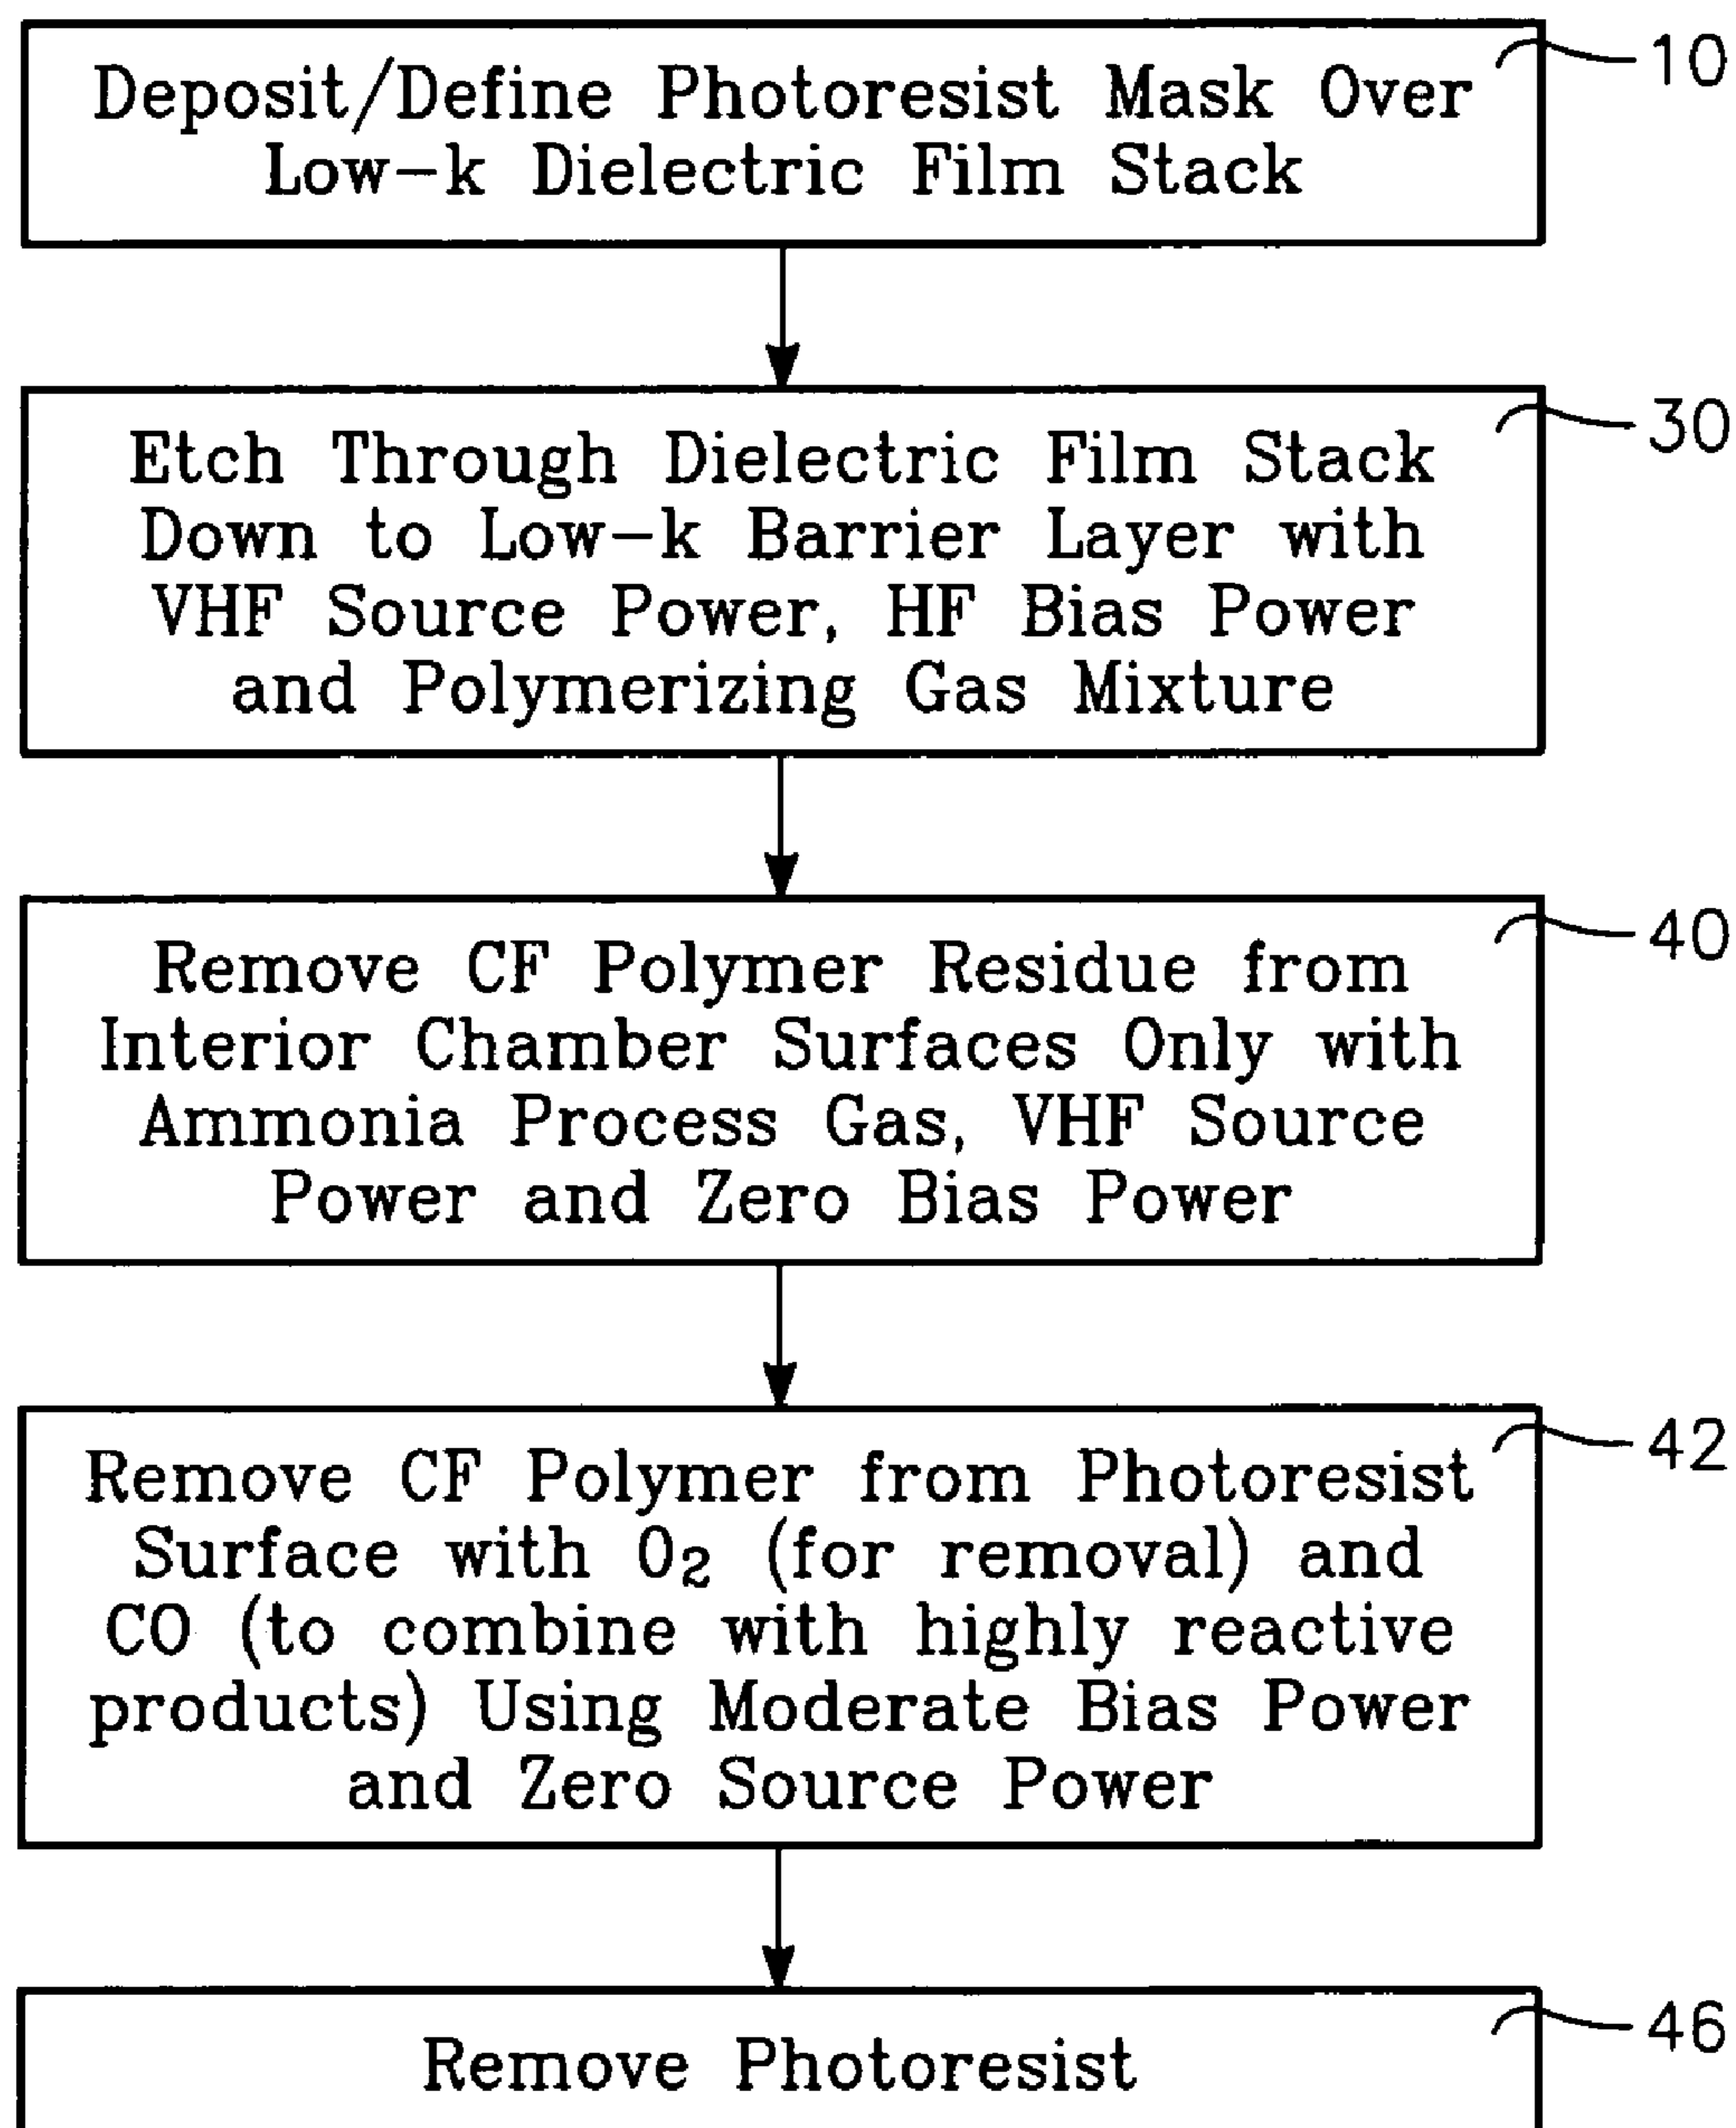 Deposit/Define Photoresist Mask Over
Low-k Dielectric Film Stack
10
Etch Through Dielectric Film Stack
Down to Low-k Barrier Layer with
VHF Source Power, HF Bias Power
and Polymerizing Gas Mixture
30
Remove CF Polymer Residue from
Interior Chamber Surfaces Only with
Ammonia Process Gas, VHF Source
Power and Zero Bias Power
40
Remove CF Polymer from Photoresist
Surface with O₂ (for removal) and
CO (to combine with highly reactive
products) Using Moderate Bias Power
and Zero Source Power
42
Remove Photoresist
46